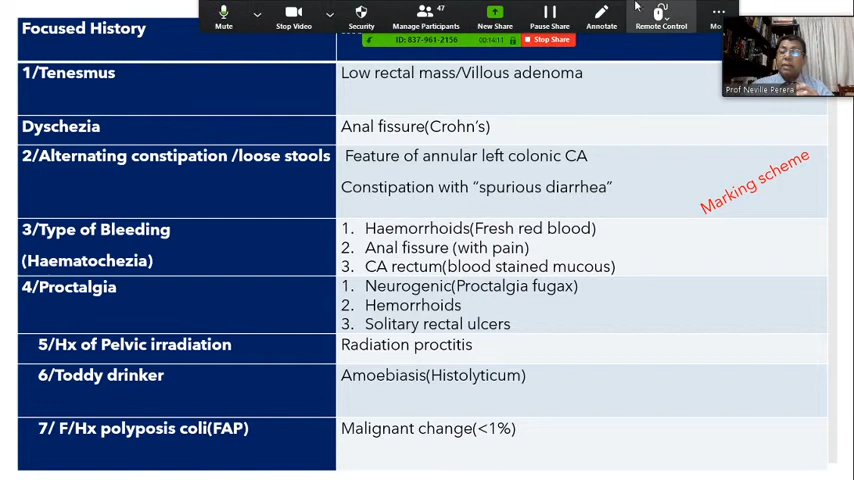 47
Mute
Stop Video
Security
Manage Participants
New Share
Pause Share
Annotate
Remote Control
Mo
ID: 837-961-2156
02:14:11
Stop Share
Prof Neville Perera
Focused History
1/Tenesmus
Low rectal mass/Villous adenoma
Dyschezia
Anal fissure(Crohn's)
2/Alternating constipation /loose stools
Feature of annular left colonic CA
Constipation with "spurious diarrhea"
Marking scheme
3/Type of Bleeding
(Haematochezia)
1. Haemorrhoids(Fresh red blood)
2. Anal fissure (with pain)
3. CA rectum(blood stained mucous)
4/Proctalgia
1. Neurogenic(Proctalgia fugax)
2. Hemorrhoids
3. Solitary rectal ulcers
5/Hx of Pelvic irradiation
Radiation proctitis
6/Toddy drinker
Amoebiasis(Histolyticum)
7/ F/Hx polyposis coli(FAP)
Malignant change(<1%)